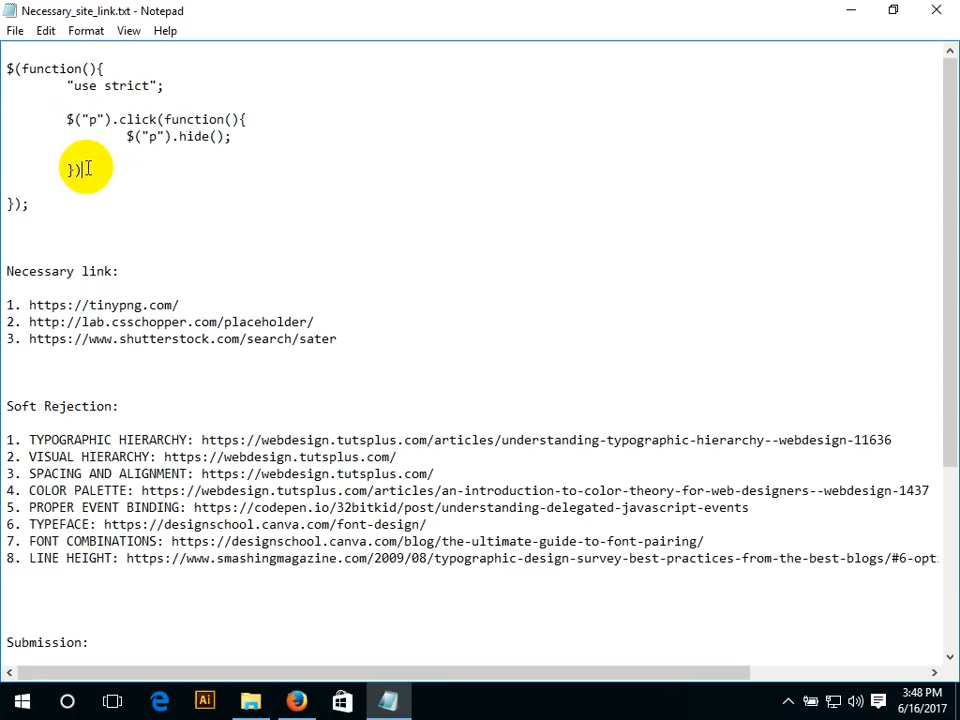 Necessary_site_link.txt - Notepad
File Edit Format View Help
$(function(){
"use strict";
$("p").click(function(){
$("p").hide();
})
});
Necessary link:
1. https://tinypng.com/
2. http://lab.csschopper.com/placeholder/
3. https://www.shutterstock.com/search/sater
Soft Rejection:
1. TYPOGRAPHIC HIERARCHY: https://webdesign.tutsplus.com/articles/understanding-typographic-hierarchy--webdesign-11636
2. VISUAL HIERARCHY: https://webdesign.tutsplus.com/
3. SPACING AND ALIGNMENT: https://webdesign.tutsplus.com/
4. COLOR PALETTE: https://webdesign.tutsplus.com/articles/an-introduction-to-color-theory-for-web-designers--webdesign-1437
5. PROPER EVENT BINDING: https://codepen.io/32bitkid/post/understanding-delegated-javascript-events
6. TYPEFACE: https://designschool.canva.com/font-design/
7. FONT COMBINATIONS: https://designschool.canva.com/blog/the-ultimate-guide-to-font-pairing/
8. LINE HEIGHT: https://www.smashingmagazine.com/2009/08/typographic-design-survey-best-practices-from-the-best-blogs/#6-opt
Submission:
Ai
3:48 PM
6/16/2017